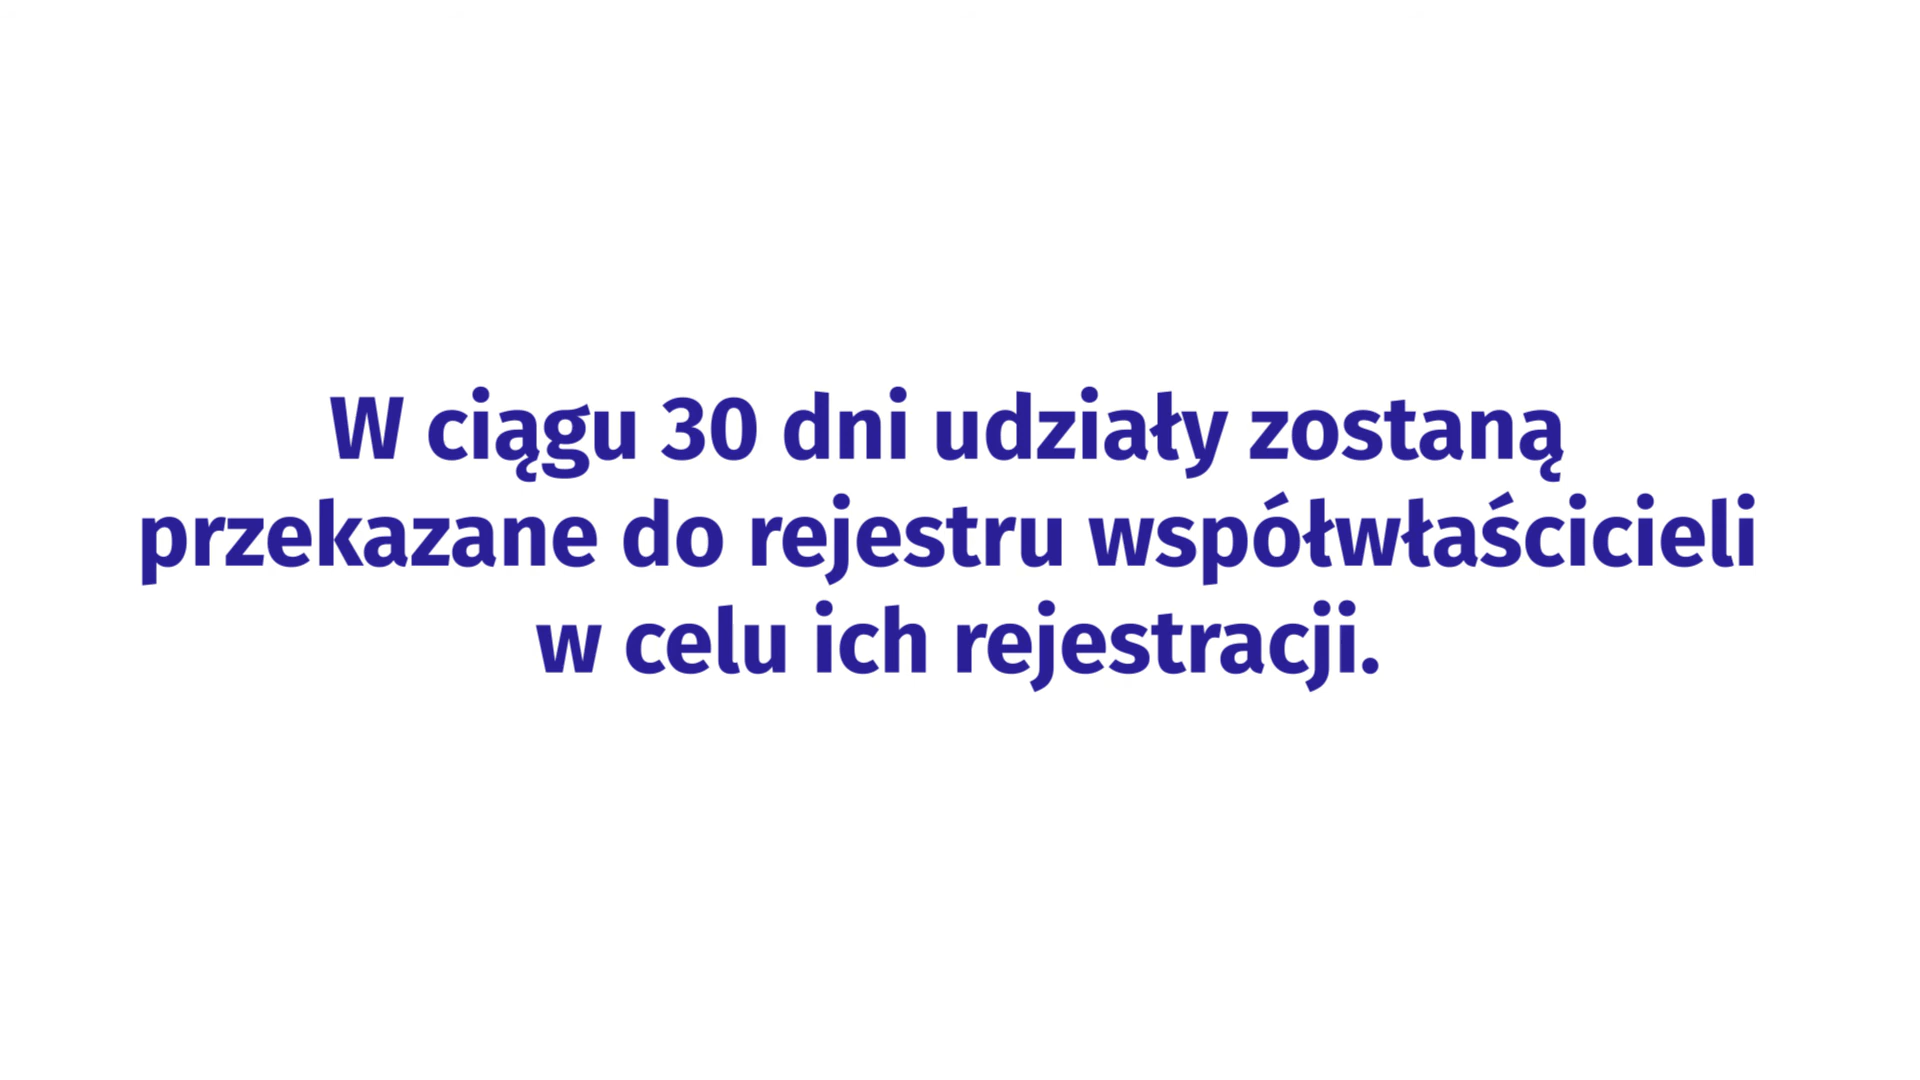 W ciągu 30 dni udziały zostaną
przekazane do rejestru współwłaścicieli
w celu ich rejestracji.